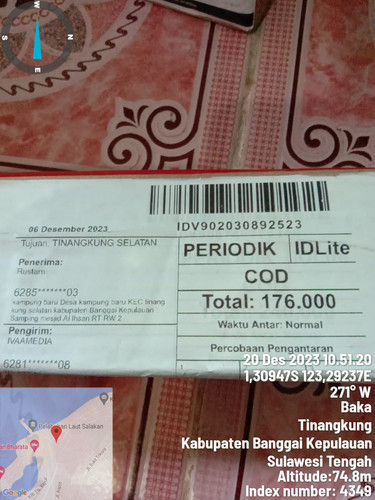 W
S
N
E
06 Desember 2023
IDV902030892523
Tujuan: TINANGKUNG SELATAN
PERIODIK
IDLite
Penerima:
Rustam
COD
6285*******03
Total: 176.000
kampung baru Desa kampung baru KEC tinang
kung selatan kabupaten Banggai Kepulauan
Samping mesjid Al Ihsan RT RW 2
Waktu Antar: Normal
Pengirim:
IVAAMEDIA
Percobaan Pengantaran
6281*******08
20 Des 2023 10.51.20
1,30947S 123,29237E
271° W
Baka
Tinangkung
Kabupaten Banggai Kepulauan
Sulawesi Tengah
Altitude:74.8m
Index number: 4349
Laut Salakan
Google